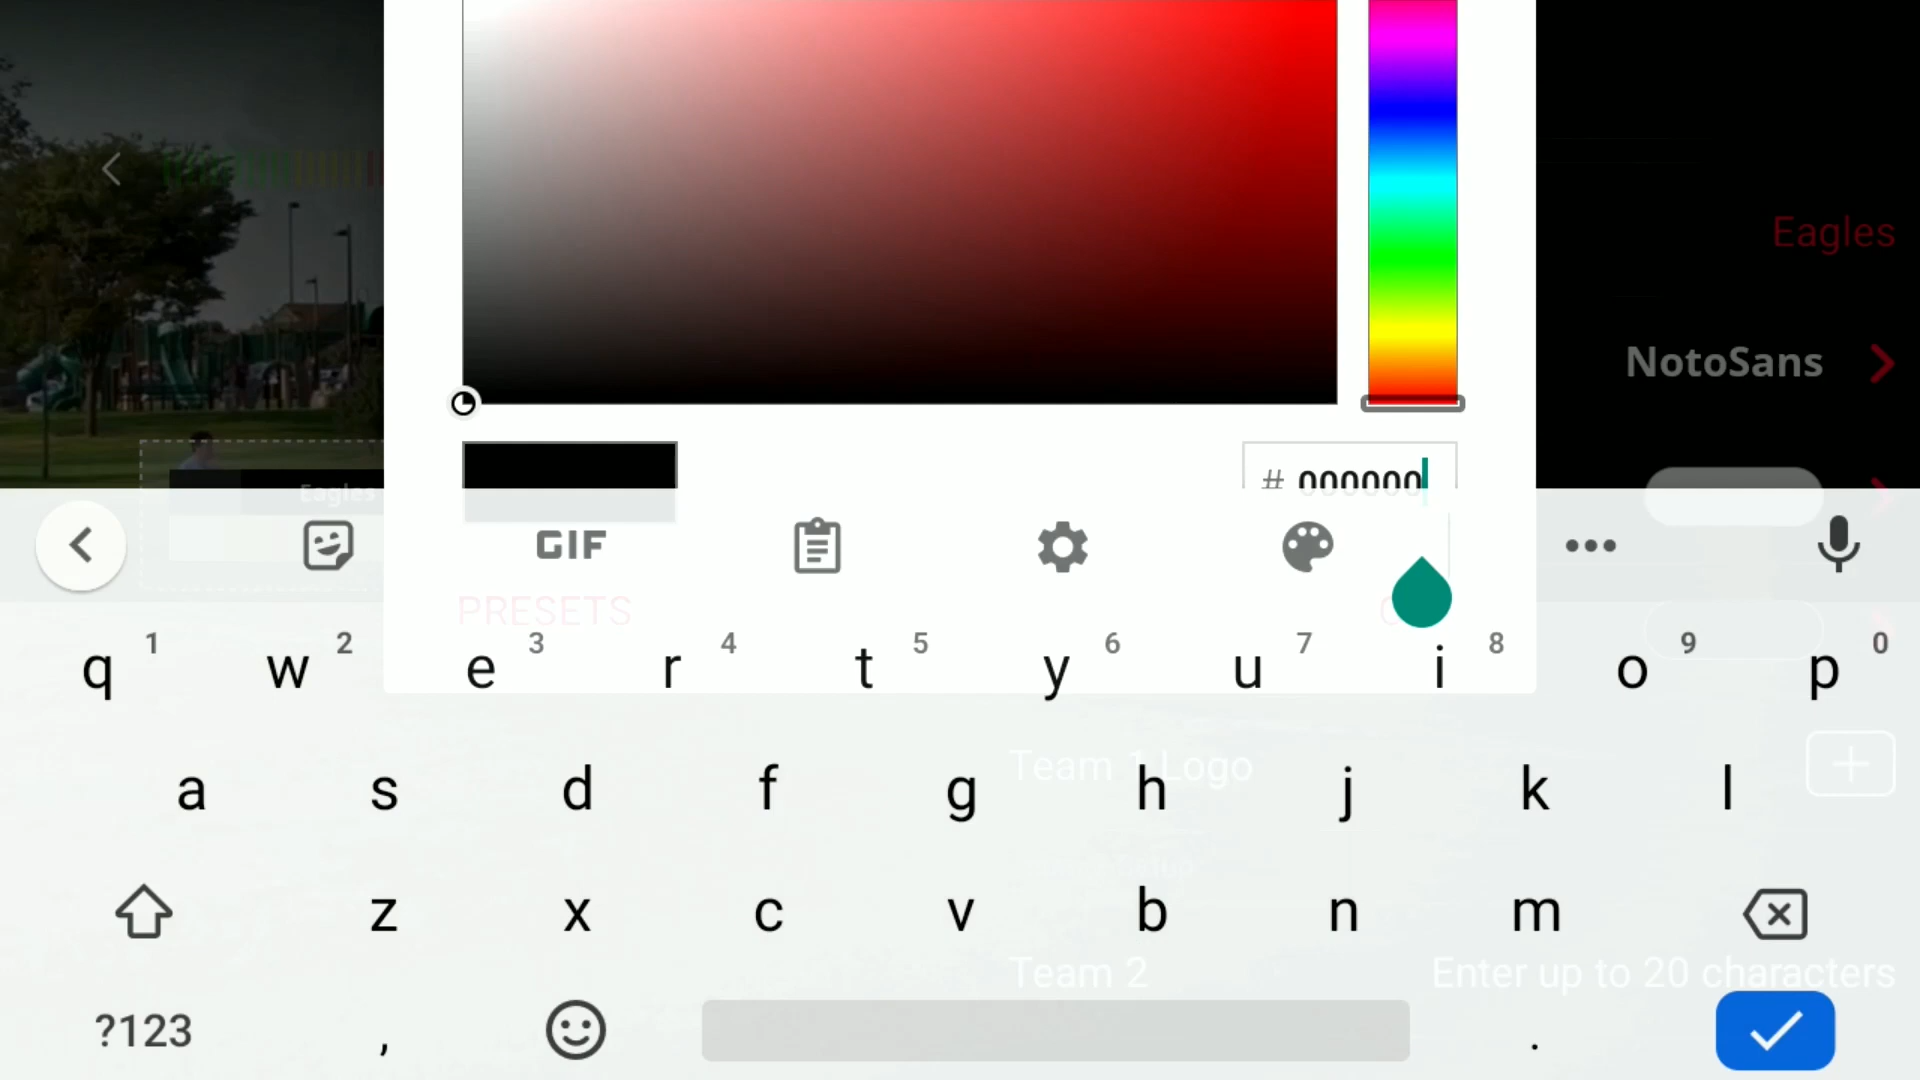 Eagles
NotoSans
# 000000
Eagles
GIF
PRESETS
q 1 w 2 e 3 r 4 t 5 y 6 u 7 i 8 o 9 p 0
Team 1 Logo
a s d f g h j k l
z x c v b n m
Team 2 Enter up to 20 characters
?123 , .